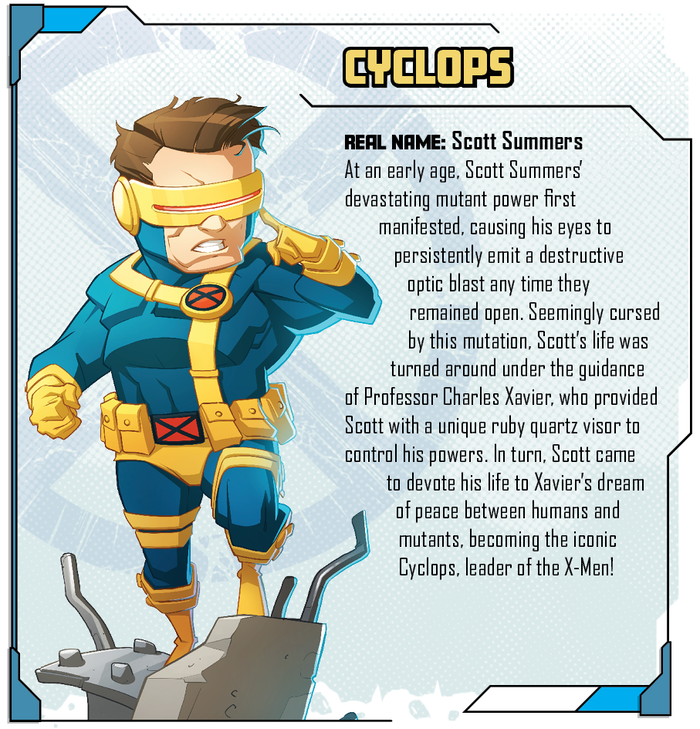 CYCLOPS
REAL NAME: Scott Summers
At an early age, Scott Summers'
devastating mutant power first
manifested, causing his eyes to
persistently emit a destructive
optic blast any time they
remained open. Seemingly cursed
by this mutation, Scott's life was
turned around under the guidance
of Professor Charles Xavier, who provided
Scott with a unique ruby quartz visor to
control his powers. In turn, Scott came
to devote his life to Xavier's dream
of peace between humans and
mutants, becoming the iconic
Cyclops, leader of the X-Men!